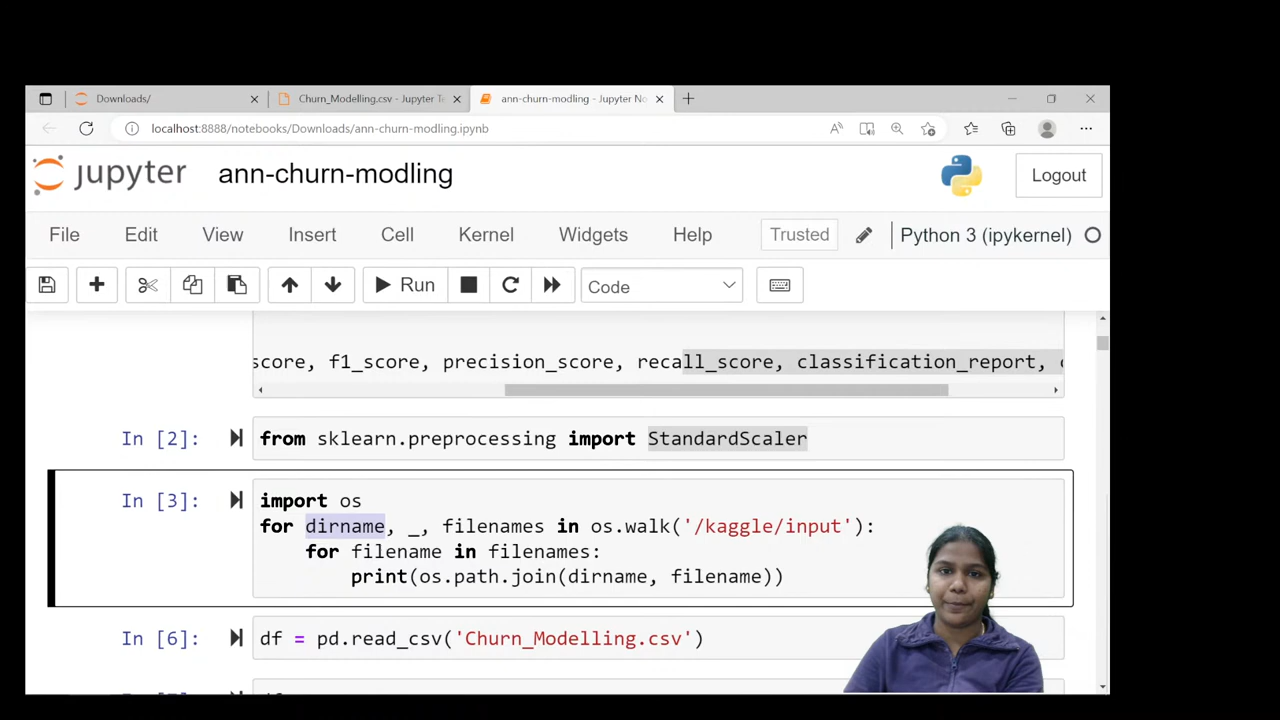 Downloads/
Churn_Modelling.csv - Jupyter Te
ann-churn-modling - Jupyter No
localhost:8888/notebooks/Downloads/ann-churn-modling.ipynb
jupyter
ann-churn-modling
Logout
File Edit View Insert Cell Kernel Widgets Help
Trusted
Python 3 (ipykernel)
Run
Code
score, f1_score, precision_score, recall_score, classification_report,
In [2]:
from sklearn.preprocessing import StandardScaler
In [3]:
import os
for dirname, _, filenames in os.walk('/kaggle/input'):
for filename in filenames:
print(os.path.join(dirname, filename))
In [6]:
df = pd.read_csv('Churn_Modelling.csv')